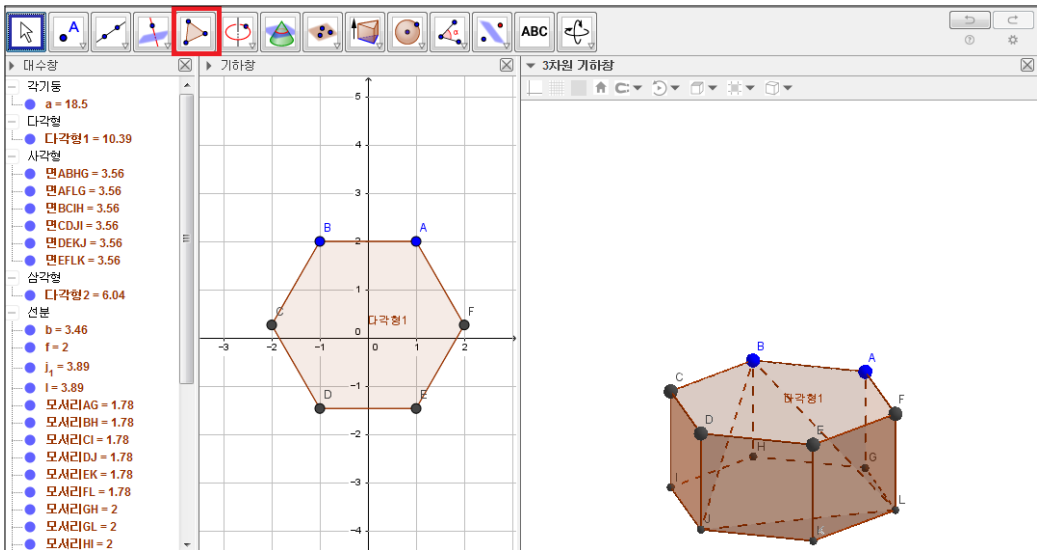 A
α
ABC
대수창
기하창
3차원 기하창
각기둥
a = 18.5
다각형
다각형1 = 10.39
사각형
면ABHG = 3.56
면AFLG = 3.56
면BCIH = 3.56
면CDJI = 3.56
면DEKJ = 3.56
면EFLK = 3.56
삼각형
다각형2 = 6.04
선분
b = 3.46
f = 2
j₁ = 3.89
l = 3.89
모서리AG = 1.78
모서리BH = 1.78
모서리CI = 1.78
모서리DJ = 1.78
모서리EK = 1.78
모서리FL = 1.78
모서리GH = 2
모서리GL = 2
모서리HI = 2
5
4
3
B A
2
1
C F
다각형1
0
−3 −2 −1 0 1 2
−1
D E
−2
−3
−4
B
A
C
다각형1
F
D
E
H
G
I
L
J
K